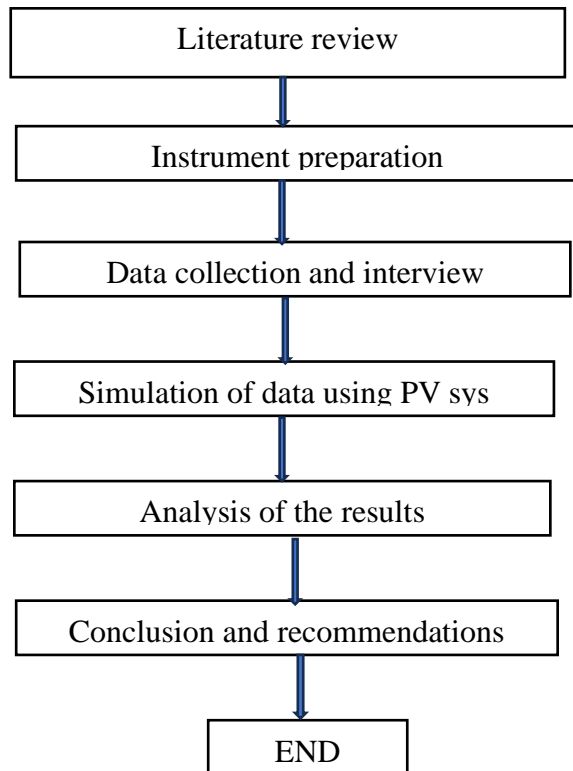 Literature review
Instrument preparation
Data collection and interview
Simulation of data using PV sys
Analysis of the results
Conclusion and recommendations
END